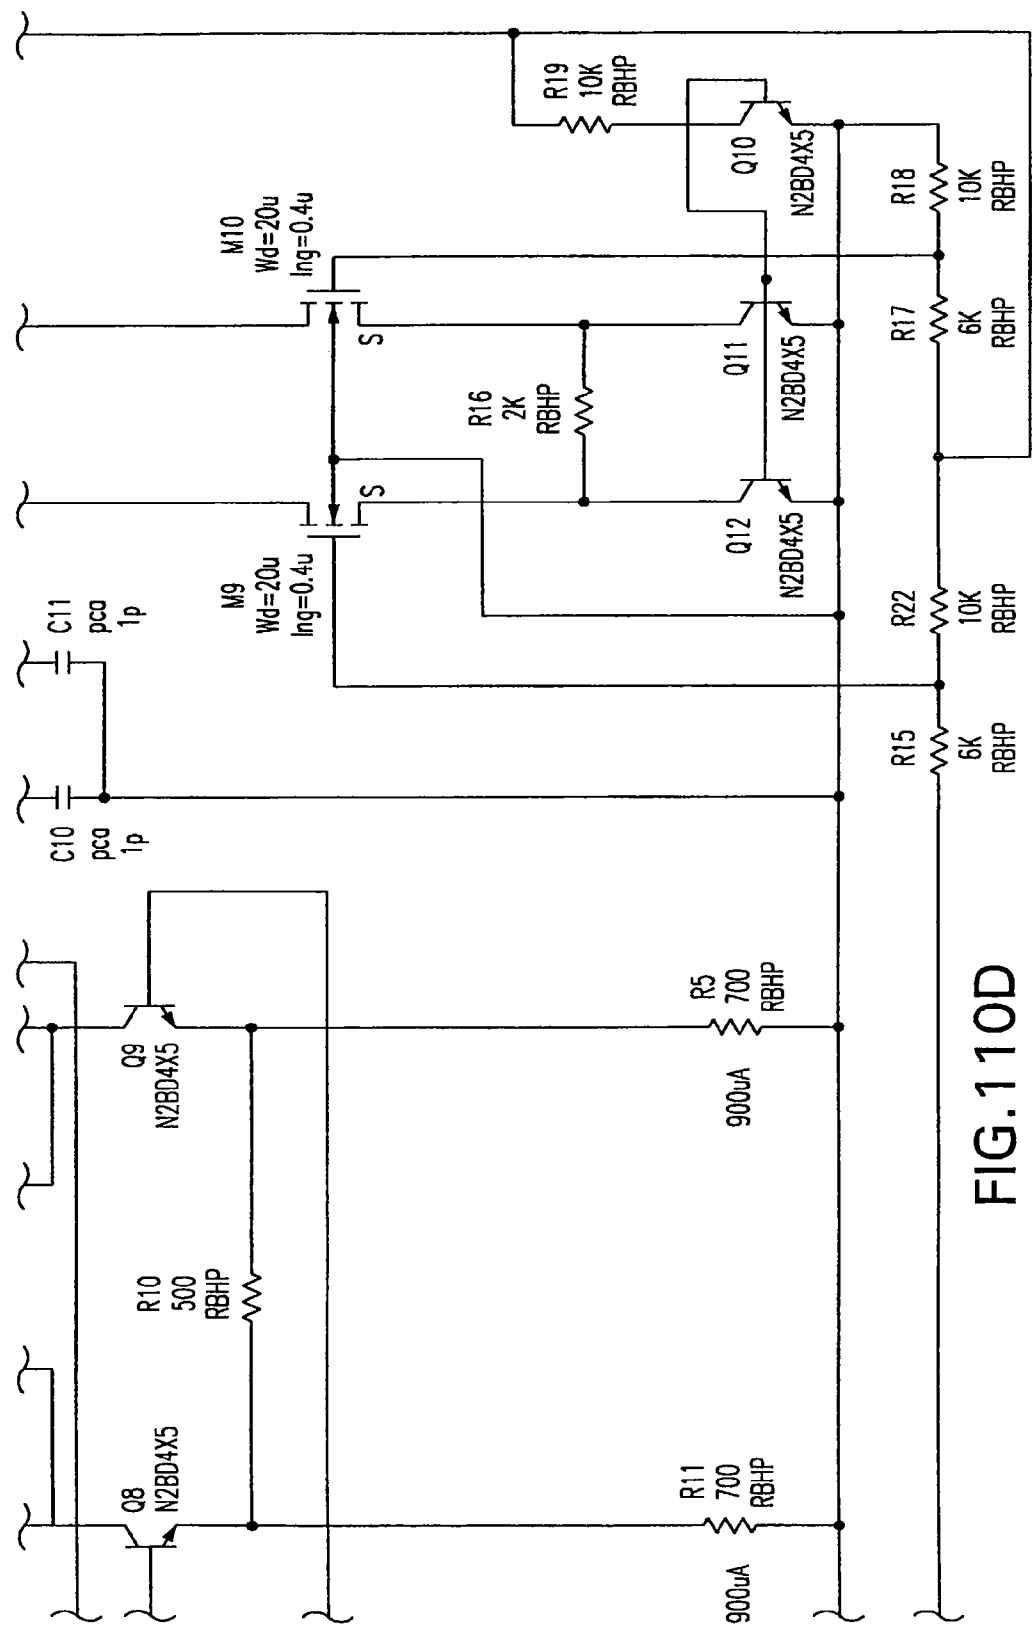 R19
10K
RBHP
Q10
N2BD4X5
R18
10K
RBHP
M10
Wd=20u
lng=0.4u
S
Q11
N2BD4X5
R17
6K
RBHP
R16
2K
RBHP
S
M9
Wd=20u
lng=0.4u
Q12
N2BD4X5
R22
10K
RBHP
C11
pca
1p
C10
pca
1p
R15
6K
RBHP
Q9
N2BD4X5
R5
700
RBHP
900uA
R10
500
RBHP
Q8
N2BD4X5
R11
700
RBHP
900uA
FIG.110D